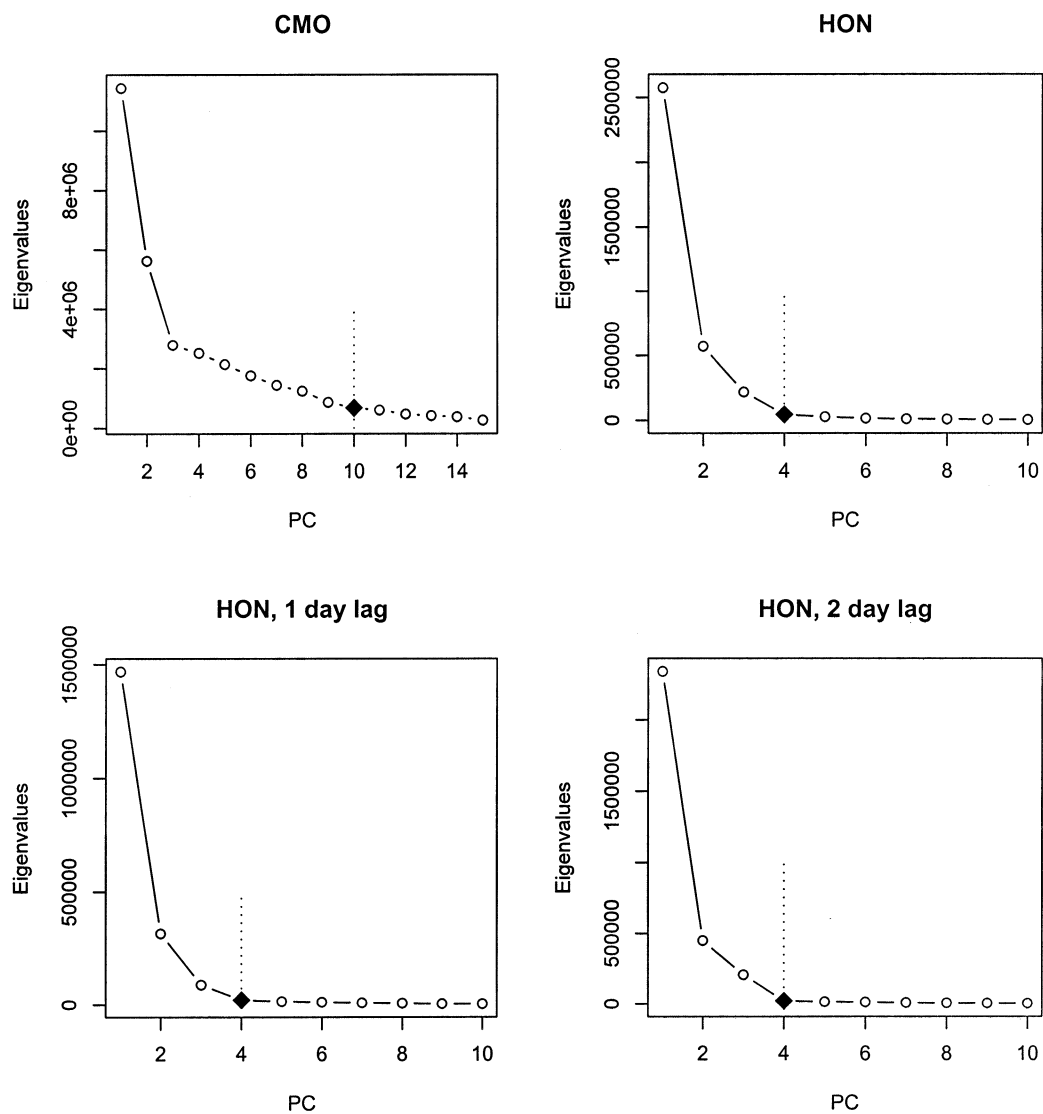 CMO
Eigenvalues
8e+06
4e+06
0e+00
2 4 6 8 10 12 14
PC
HON
Eigenvalues
2500000
1500000
500000
0
2 4 6 8 10
PC
HON, 1 day lag
Eigenvalues
1500000
1000000
500000
0
2 4 6 8 10
PC
HON, 2 day lag
Eigenvalues
1500000
500000
0
2 4 6 8 10
PC